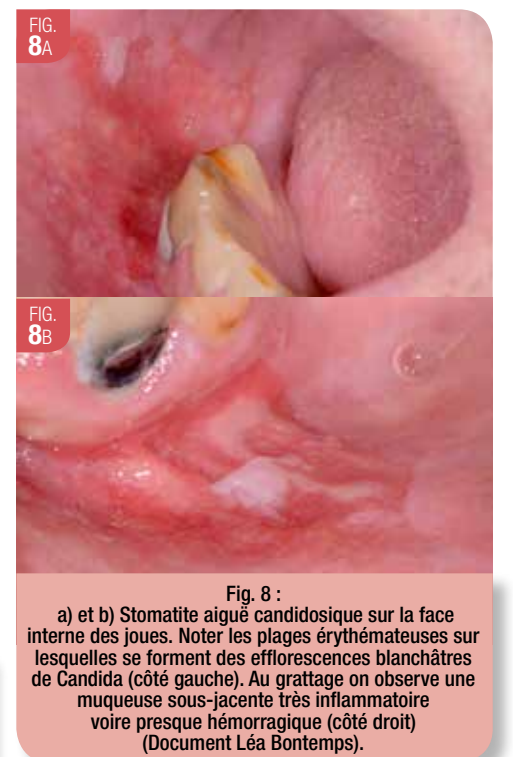 FIG.
8A
FIG.
8B
Fig. 8 :
a) et b) Stomatite aiguë candidosique sur la face
interne des joues. Noter les plages érythémateuses sur
lesquelles se forment des efflorescences blanchâtres
de Candida (côté gauche). Au grattage on observe une
muqueuse sous-jacente très inflammatoire
voire presque hémorragique (côté droit)
(Document Léa Bontemps).